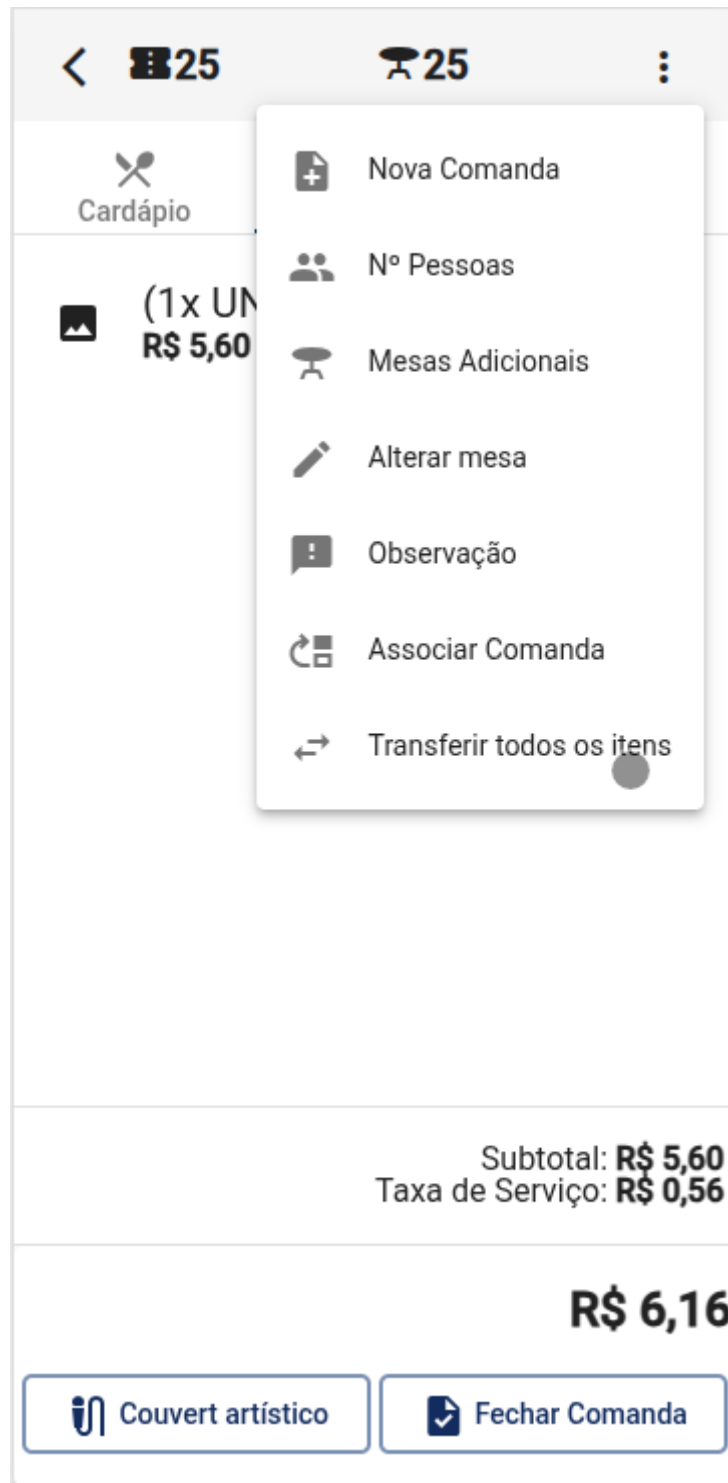 25 25
Cardápio
Nova Comanda
Nº Pessoas
Mesas Adicionais
Alterar mesa
Observação
Associar Comanda
Transferir todos os itens
(1x UN
R$ 5,60
Subtotal: R$ 5,60
Taxa de Serviço: R$ 0,56
R$ 6,16
Couvert artístico
Fechar Comanda